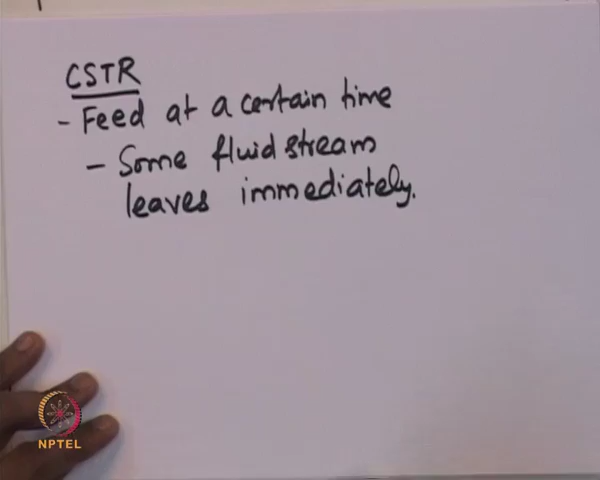 CSTR
- Feed at a certain time
- Some fluid stream
leaves immediately.
NPTEL